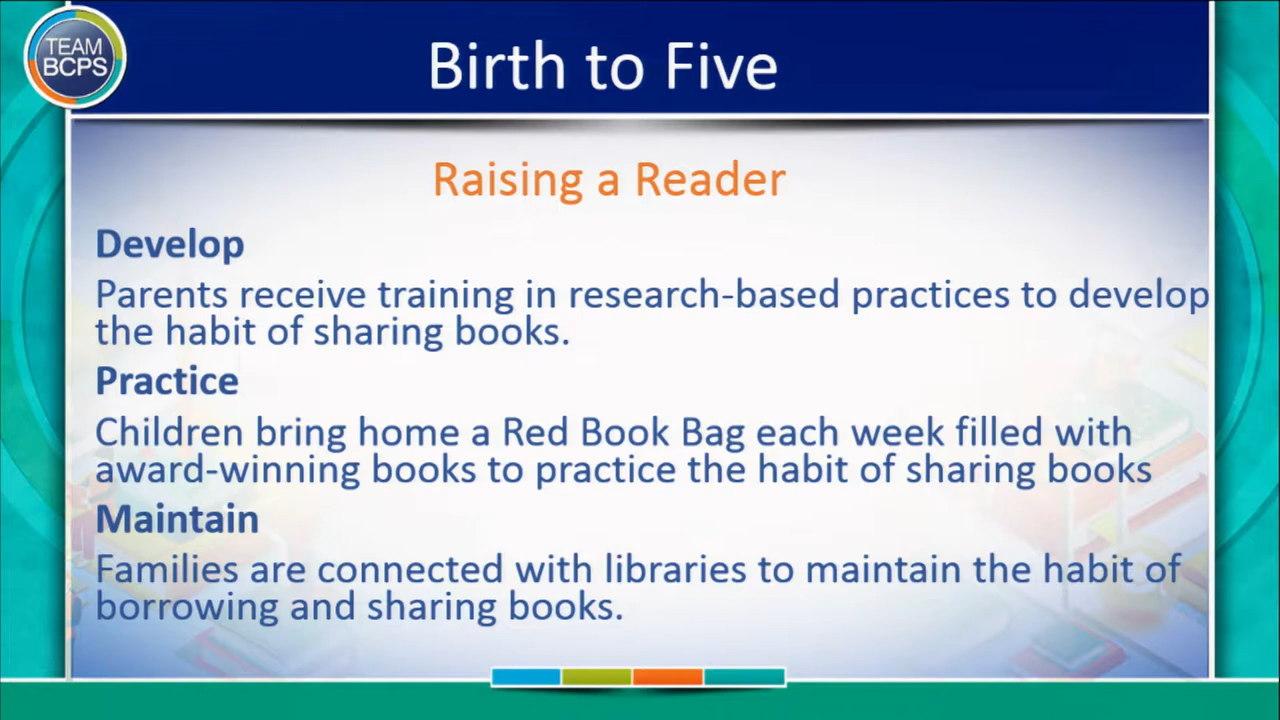 TEAM
BCPS
Birth to Five
Raising a Reader
Develop
Parents receive training in research-based practices to develop
the habit of sharing books.
Practice
Children bring home a Red Book Bag each week filled with
award-winning books to practice the habit of sharing books
Maintain
Families are connected with libraries to maintain the habit of
borrowing and sharing books.